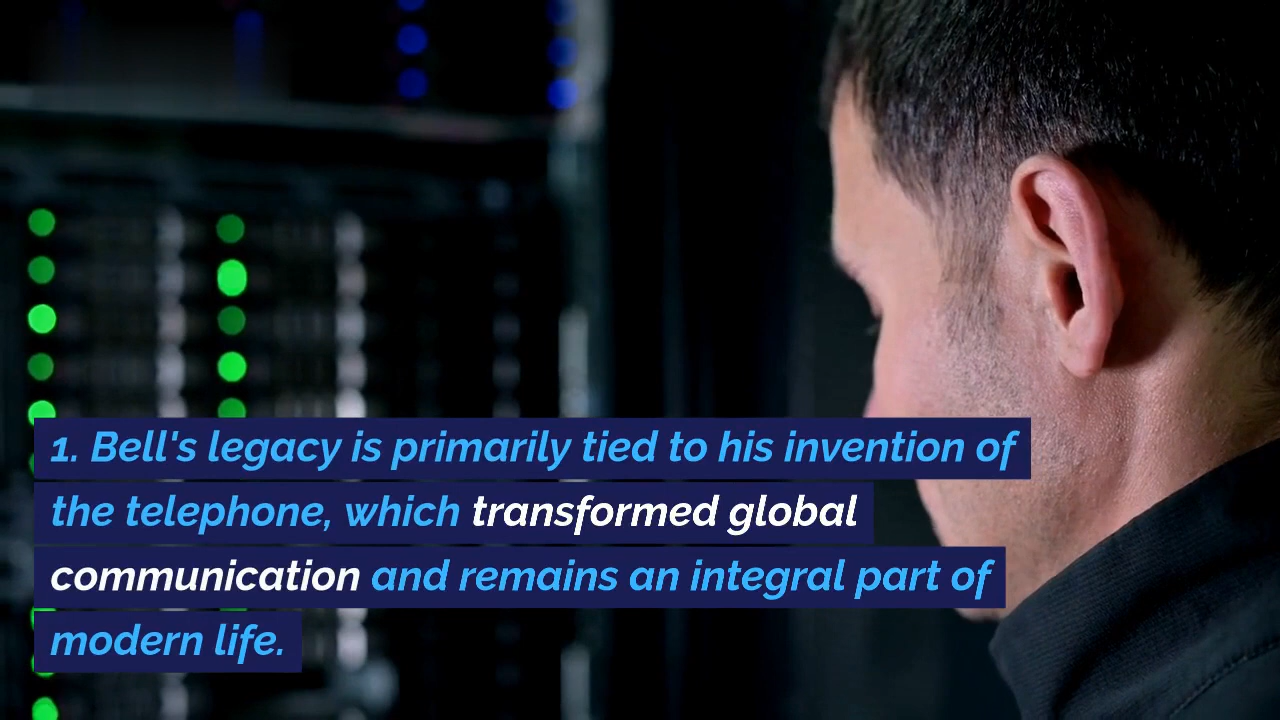 1. Bell's legacy is primarily tied to his invention of
the telephone, which transformed global
communication and remains an integral part of
modern life.